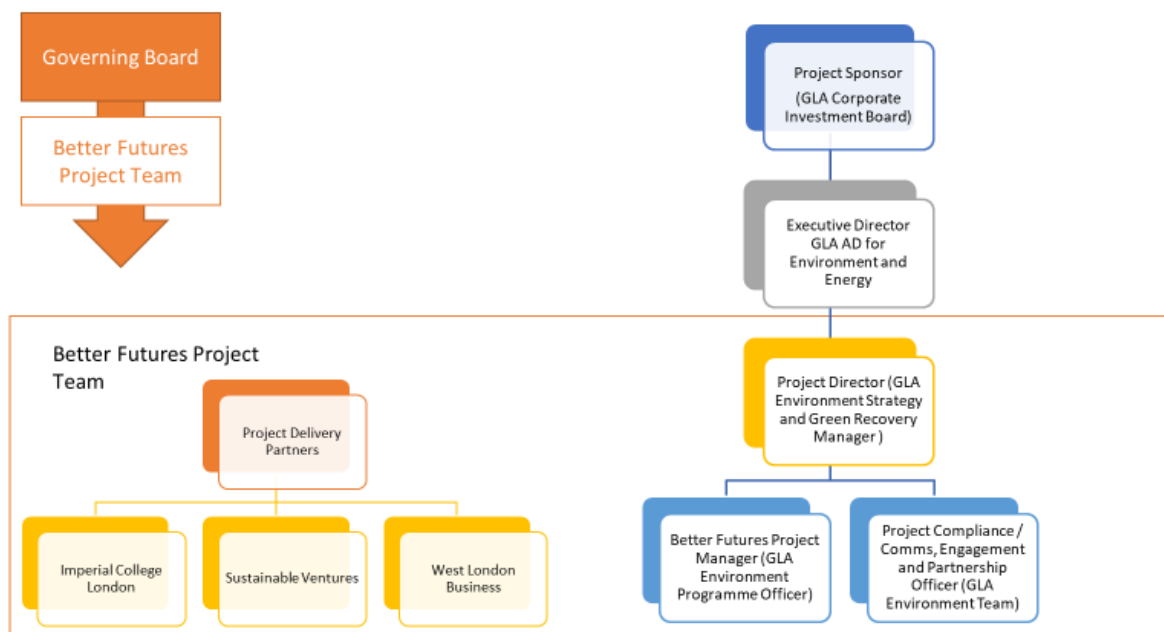 Governing Board
Better Futures
Project Team
Project Sponsor
(GLA Corporate
Investment Board)
Executive Director
GLA AD for
Environment and
Energy
Better Futures Project
Team
Project Director (GLA
Environment Strategy
and Green Recovery
Manager )
Project Delivery
Partners
Imperial College
London
Sustainable Ventures
West London
Business
Better Futures Project
Manager (GLA
Environment
Programme Officer)
Project Compliance /
Comms, Engagement
and Partnership
Officer (GLA
Environment Team)